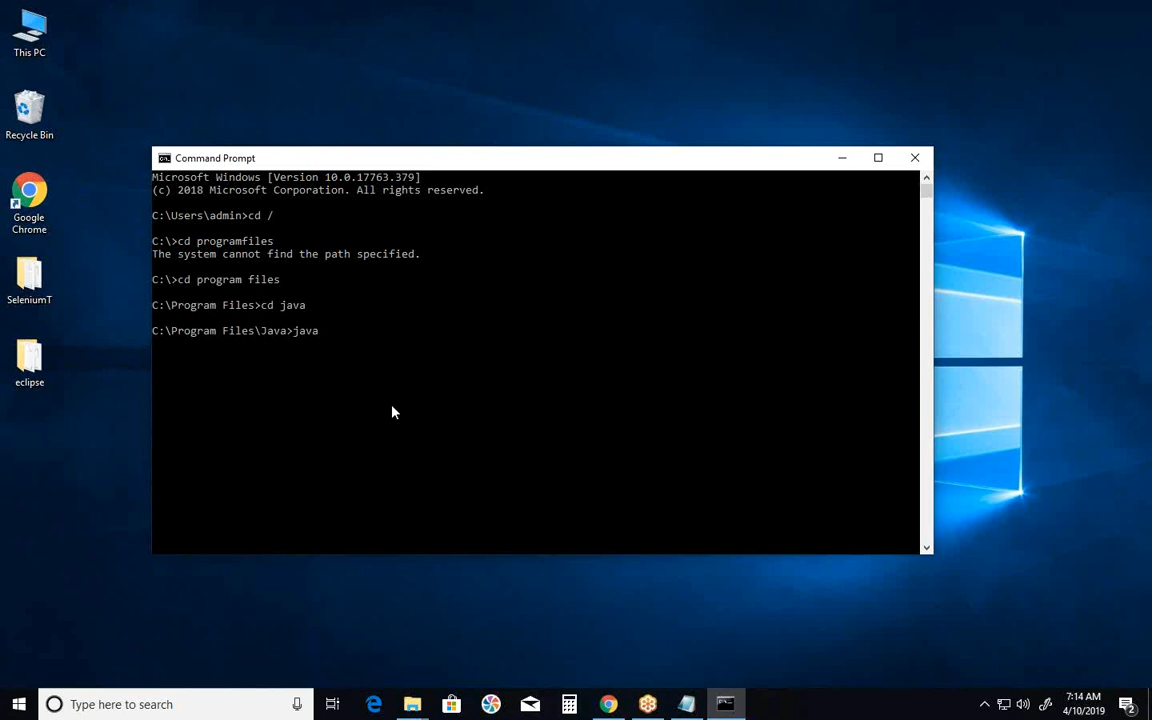 This PC
Recycle Bin
Google
Chrome
SeleniumT
eclipse
Command Prompt
Microsoft Windows [Version 10.0.17763.379]
(c) 2018 Microsoft Corporation. All rights reserved.
C:\Users\admin>cd /
C:\>cd programfiles
The system cannot find the path specified.
C:\>cd program files
C:\Program Files>cd java
C:\Program Files\Java>java
Type here to search
7:14 AM
4/10/2019
2